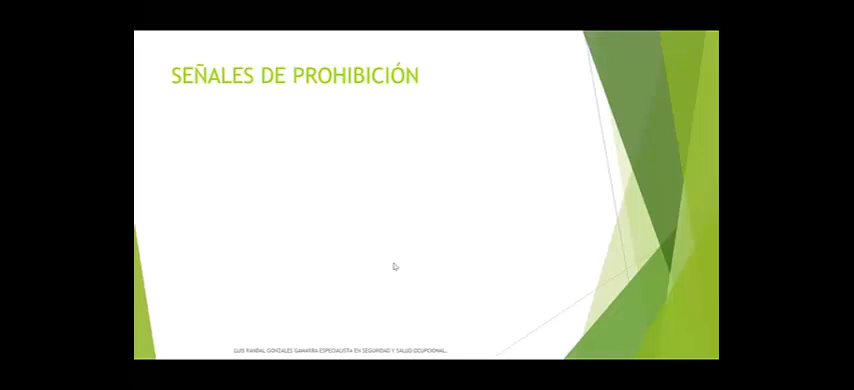 SEÑALES DE PROHIBICIÓN
LUIS RANDAL GONZALES GAMARRA ESPECIALISTA EN SEGURIDAD Y SALUD OCUPACIONAL.